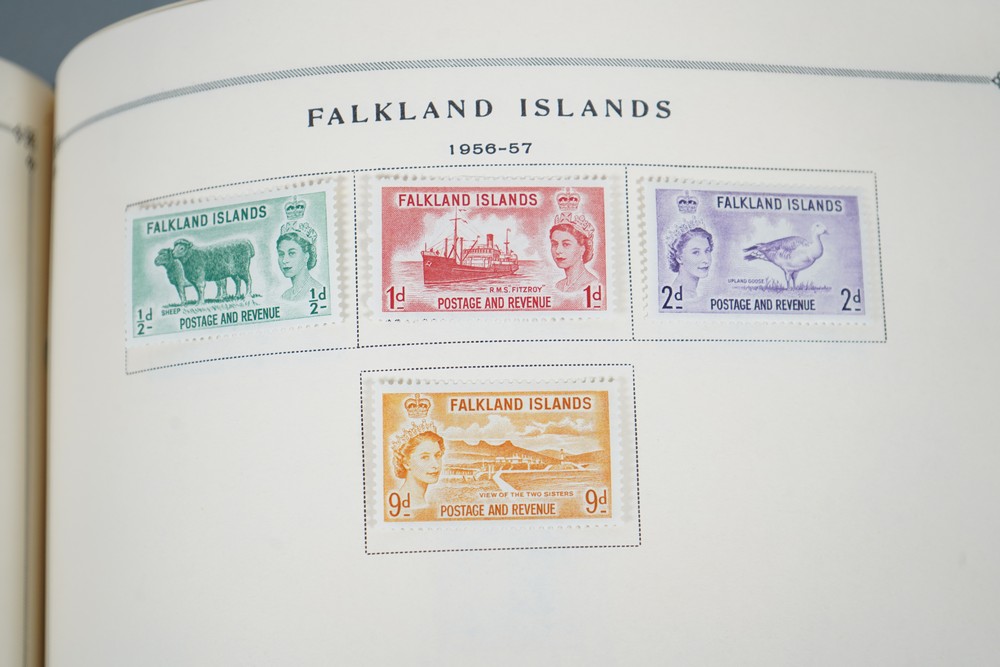 FALKLAND ISLANDS
1956-57
FALKLAND ISLANDS
SHEEP
½d ½d
POSTAGE AND REVENUE
FALKLAND ISLANDS
R.M.S. "FITZROY"
1d 1d
POSTAGE AND REVENUE
FALKLAND ISLANDS
UPLAND GOOSE
2d 2d
POSTAGE AND REVENUE
FALKLAND ISLANDS
VIEW OF THE TWO SISTERS
9d 9d
POSTAGE AND REVENUE